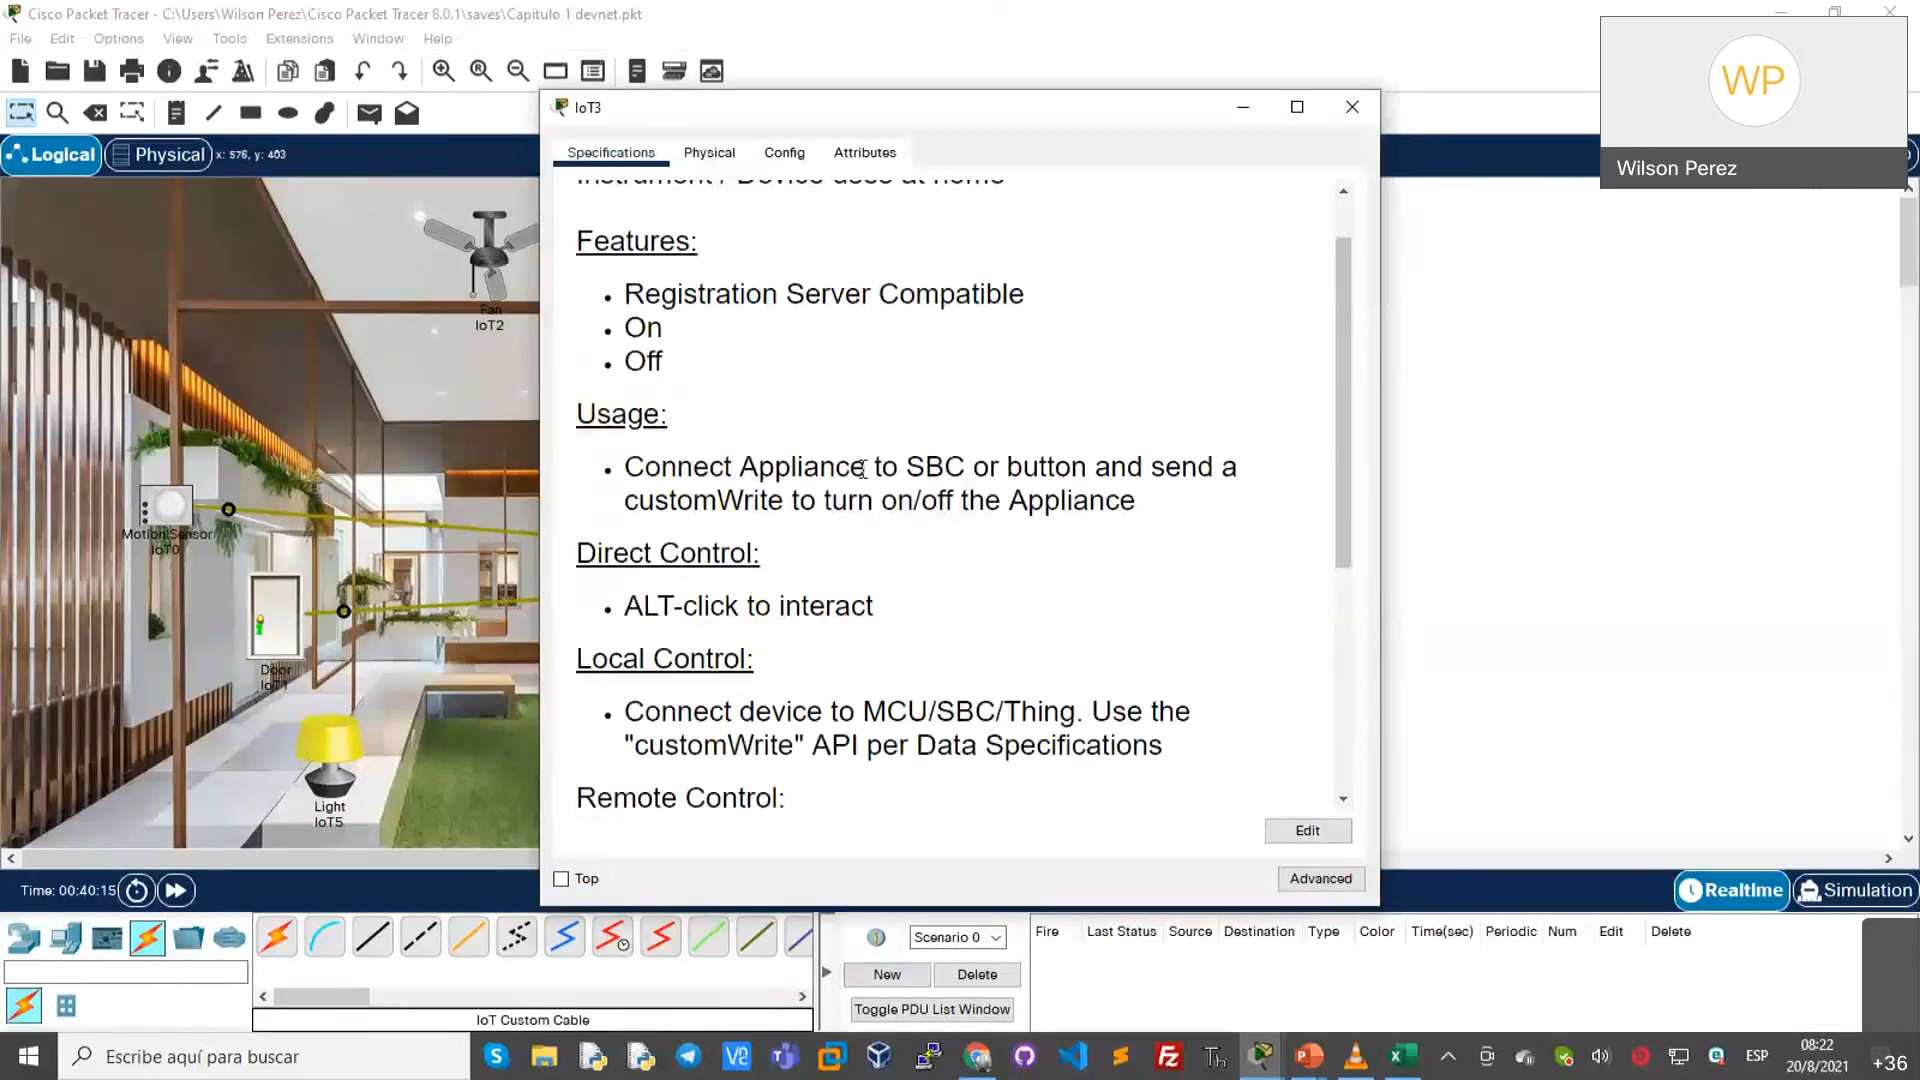 Cisco Packet Tracer - C:\Users\Wilson Perez\Cisco Packet Tracer 8.0.1\saves\Capitulo 1 devnet.pkt
File Edit Options View Tools Extensions Window Help
Logical Physical x: 576, y: 403
WP
Wilson Perez
IoT3
Specifications Physical Config Attributes
Instrument / Device uses at home
Features:
• Registration Server Compatible
• On
• Off
Usage:
• Connect Appliance to SBC or button and send a
customWrite to turn on/off the Appliance
Direct Control:
• ALT-click to interact
Local Control:
• Connect device to MCU/SBC/Thing. Use the
"customWrite" API per Data Specifications
Remote Control:
Edit
Top
Advanced
Fan
IoT2
Motion Sensor
IoT0
Door
IoT1
Light
IoT5
Time: 00:40:15
Realtime Simulation
Scenario 0
New Delete
Toggle PDU List Window
Fire Last Status Source Destination Type Color Time(sec) Periodic Num Edit Delete
IoT Custom Cable
Escribe aquí para buscar
ESP
08:22
20/8/2021
+36